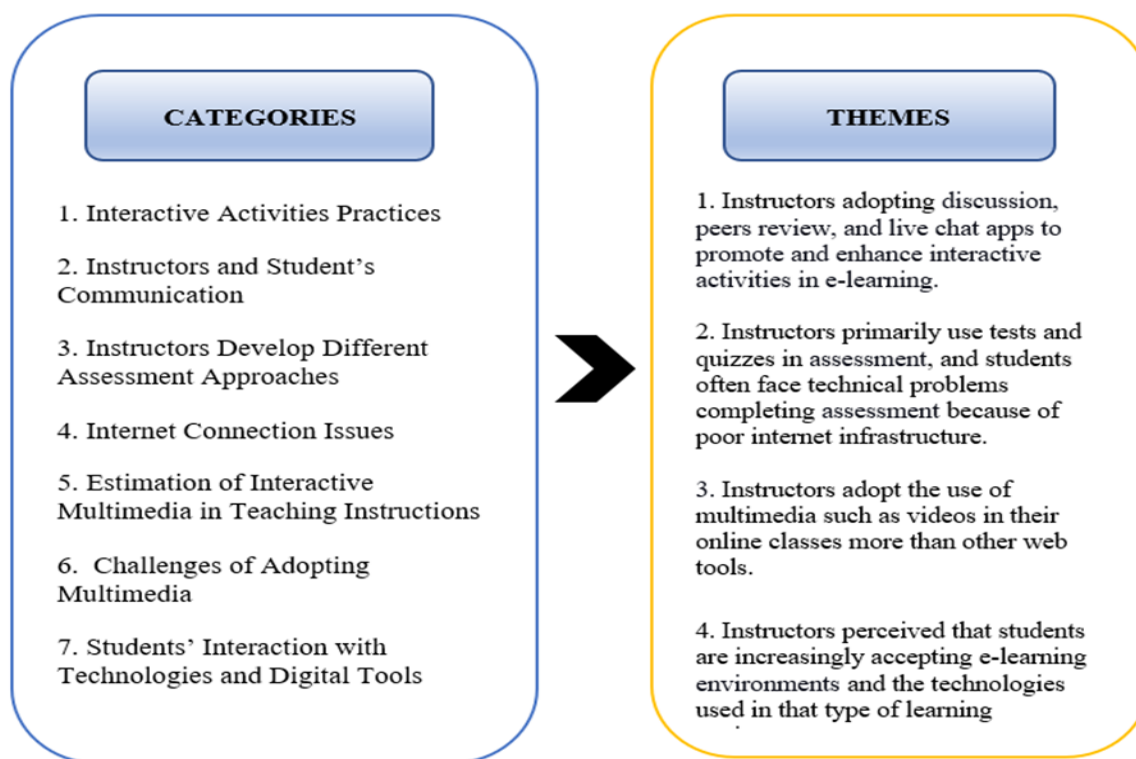 CATEGORIES
1. Interactive Activities Practices
2. Instructors and Student’s
Communication
3. Instructors Develop Different
Assessment Approaches
4. Internet Connection Issues
5. Estimation of Interactive
Multimedia in Teaching Instructions
6. Challenges of Adopting
Multimedia
7. Students’ Interaction with
Technologies and Digital Tools
THEMES
1. Instructors adopting discussion,
peers review, and live chat apps to
promote and enhance interactive
activities in e-learning.
2. Instructors primarily use tests and
quizzes in assessment, and students
often face technical problems
completing assessment because of
poor internet infrastructure.
3. Instructors adopt the use of
multimedia such as videos in their
online classes more than other web
tools.
4. Instructors perceived that students
are increasingly accepting e-learning
environments and the technologies
used in that type of learning